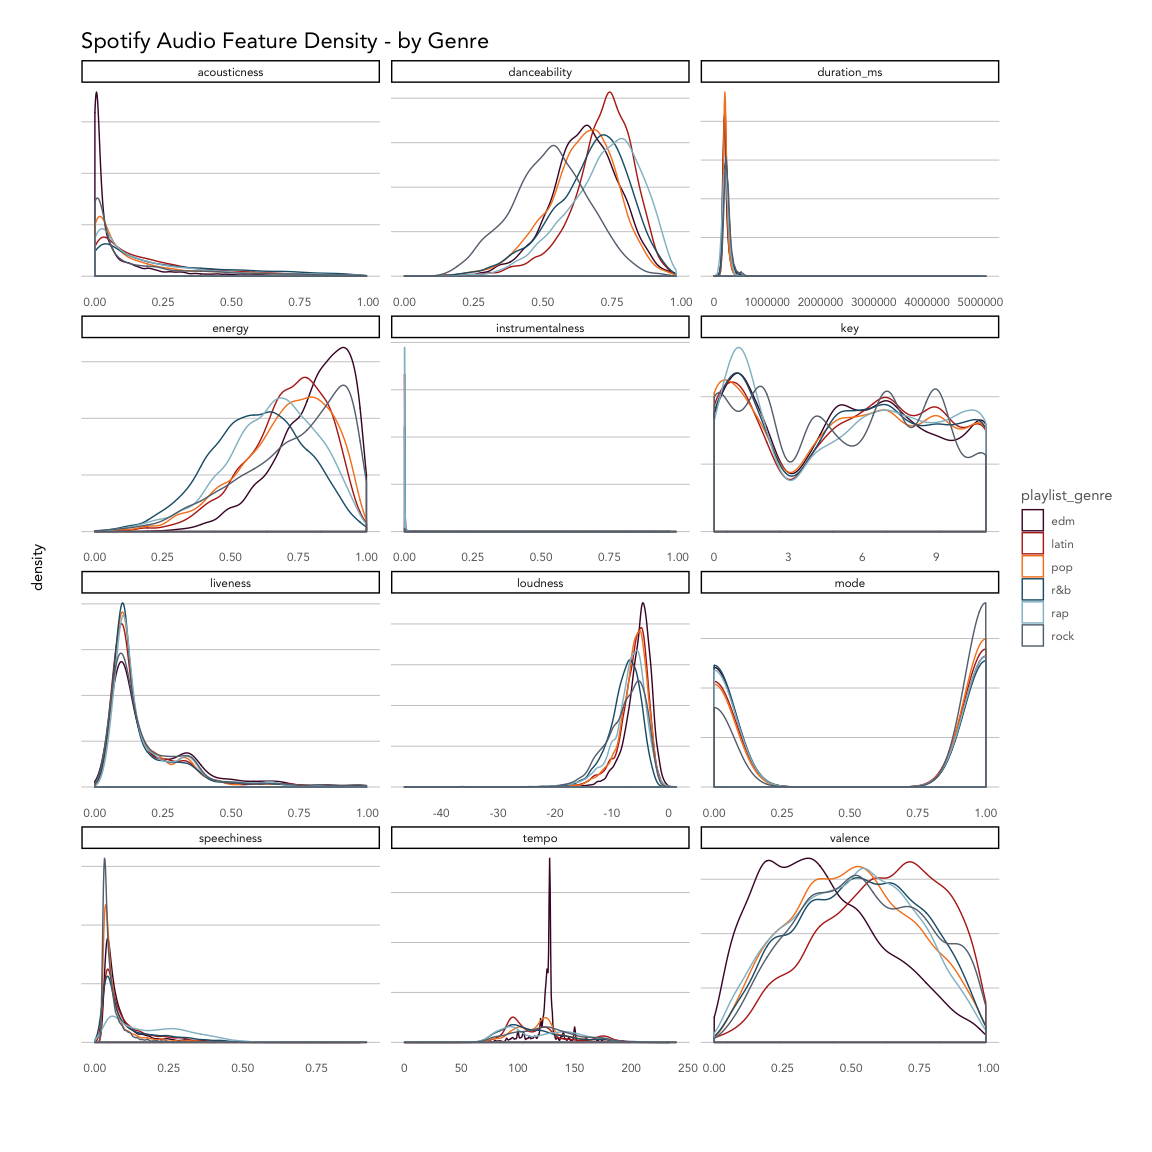 Spotify Audio Feature Density - by Genre
acousticness danceability duration_ms
0.00 0.25 0.50 0.75 1.00 0.00 0.25 0.50 0.75 1.00 0 1000000 2000000 3000000 4000000 5000000
energy instrumentalness key
0.00 0.25 0.50 0.75 1.00 0.00 0.25 0.50 0.75 1.00 0 3 6 9
liveness loudness mode
0.00 0.25 0.50 0.75 1.00 -40 -30 -20 -10 0 0.00 0.25 0.50 0.75 1.00
speechiness tempo valence
0.00 0.25 0.50 0.75 0 50 100 150 200 250 0.00 0.25 0.50 0.75 1.00
density
playlist_genre
edm
latin
pop
r&b
rap
rock